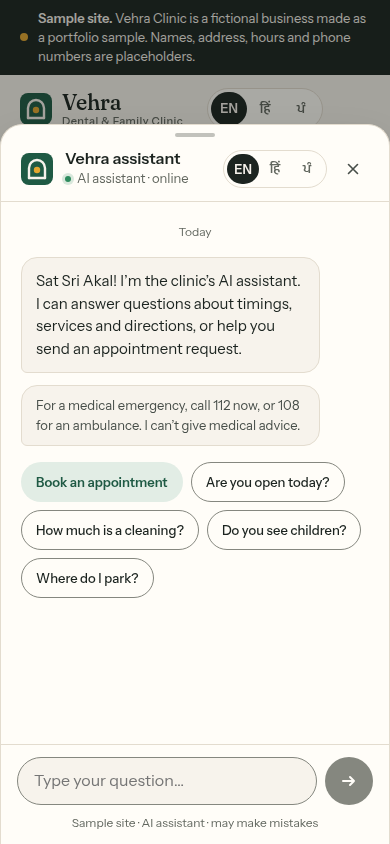 Sample site. Vehra Clinic is a fictional business made as
a portfolio sample. Names, address, hours and phone
numbers are placeholders.
Vehra
Dental & Family Clinic
EN हिं ਪੰ
Vehra assistant
AI assistant · online
EN हिं ਪੰ
Today
Sat Sri Akal! I’m the clinic’s AI assistant.
I can answer questions about timings,
services and directions, or help you
send an appointment request.
For a medical emergency, call 112 now, or 108
for an ambulance. I can’t give medical advice.
Book an appointment
Are you open today?
How much is a cleaning?
Do you see children?
Where do I park?
Type your question…
Sample site · AI assistant · may make mistakes